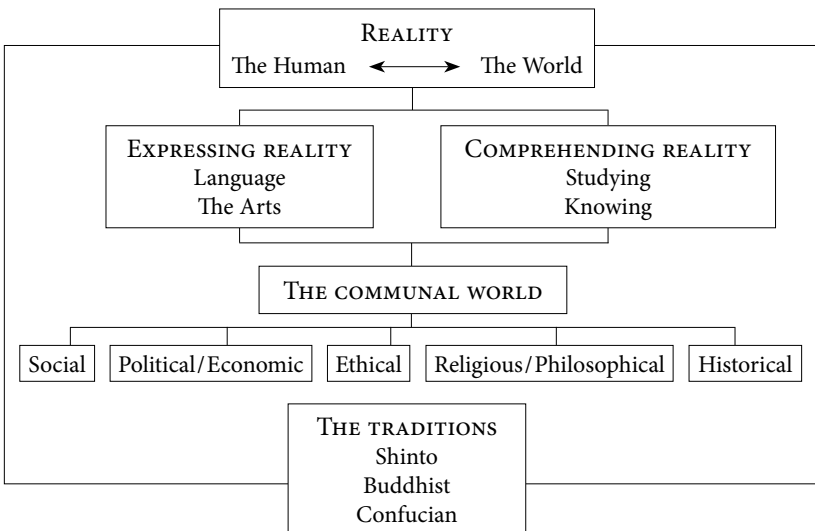 Reality
The Human The World
Expressing reality
Language
The Arts
Comprehending reality
Studying
Knowing
The communal world
Social
Political/Economic
Ethical
Religious/Philosophical
Historical
The traditions
Shinto
Buddhist
Confucian